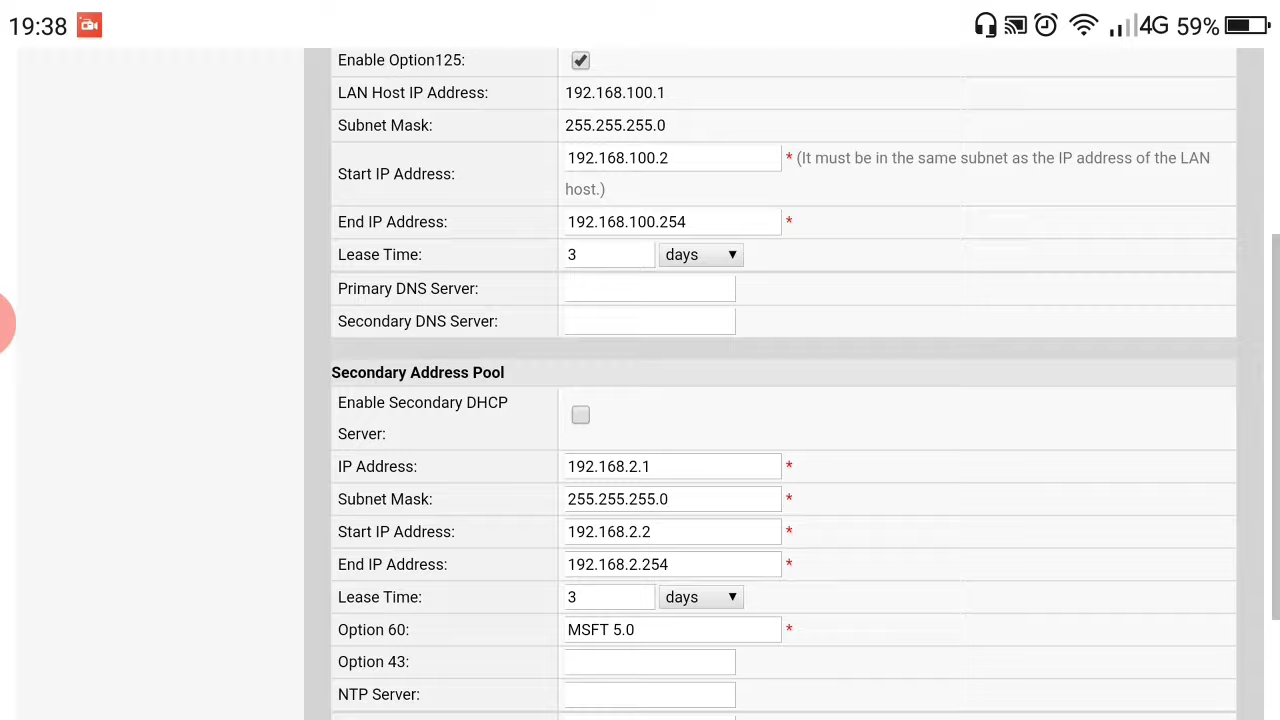 19:38 4G 59%
Enable Option125:
LAN Host IP Address: 192.168.100.1
Subnet Mask: 255.255.255.0
Start IP Address: 192.168.100.2 * (It must be in the same subnet as the IP address of the LAN
host.)
End IP Address: 192.168.100.254 *
Lease Time: 3 days
Primary DNS Server:
Secondary DNS Server:
Secondary Address Pool
Enable Secondary DHCP
Server:
IP Address: 192.168.2.1 *
Subnet Mask: 255.255.255.0 *
Start IP Address: 192.168.2.2 *
End IP Address: 192.168.2.254 *
Lease Time: 3 days
Option 60: MSFT 5.0 *
Option 43:
NTP Server: